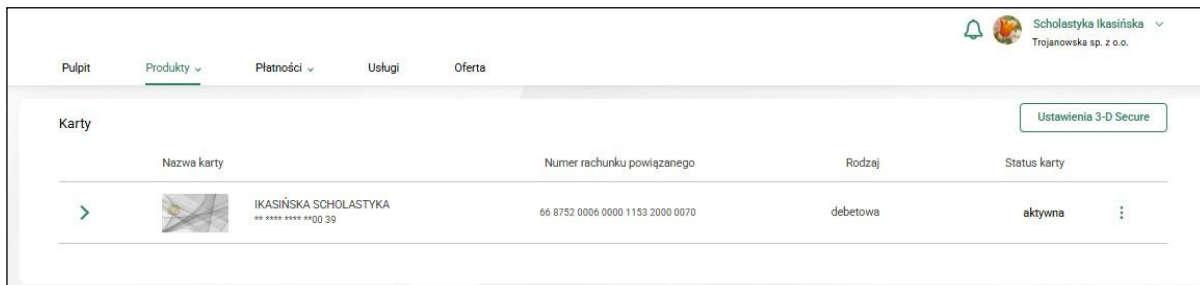 Scholastyka Ikasińska
Trojanowska sp. z o.o.
Pulpit Produkty Płatności Usługi Oferta
Karty
Ustawienia 3-D Secure
Nazwa karty Numer rachunku powiązanego Rodzaj Status karty
IKASIŃSKA SCHOLASTYKA
** **** **** **00 39
66 8752 0006 0000 1153 2000 0070 debetowa aktywna